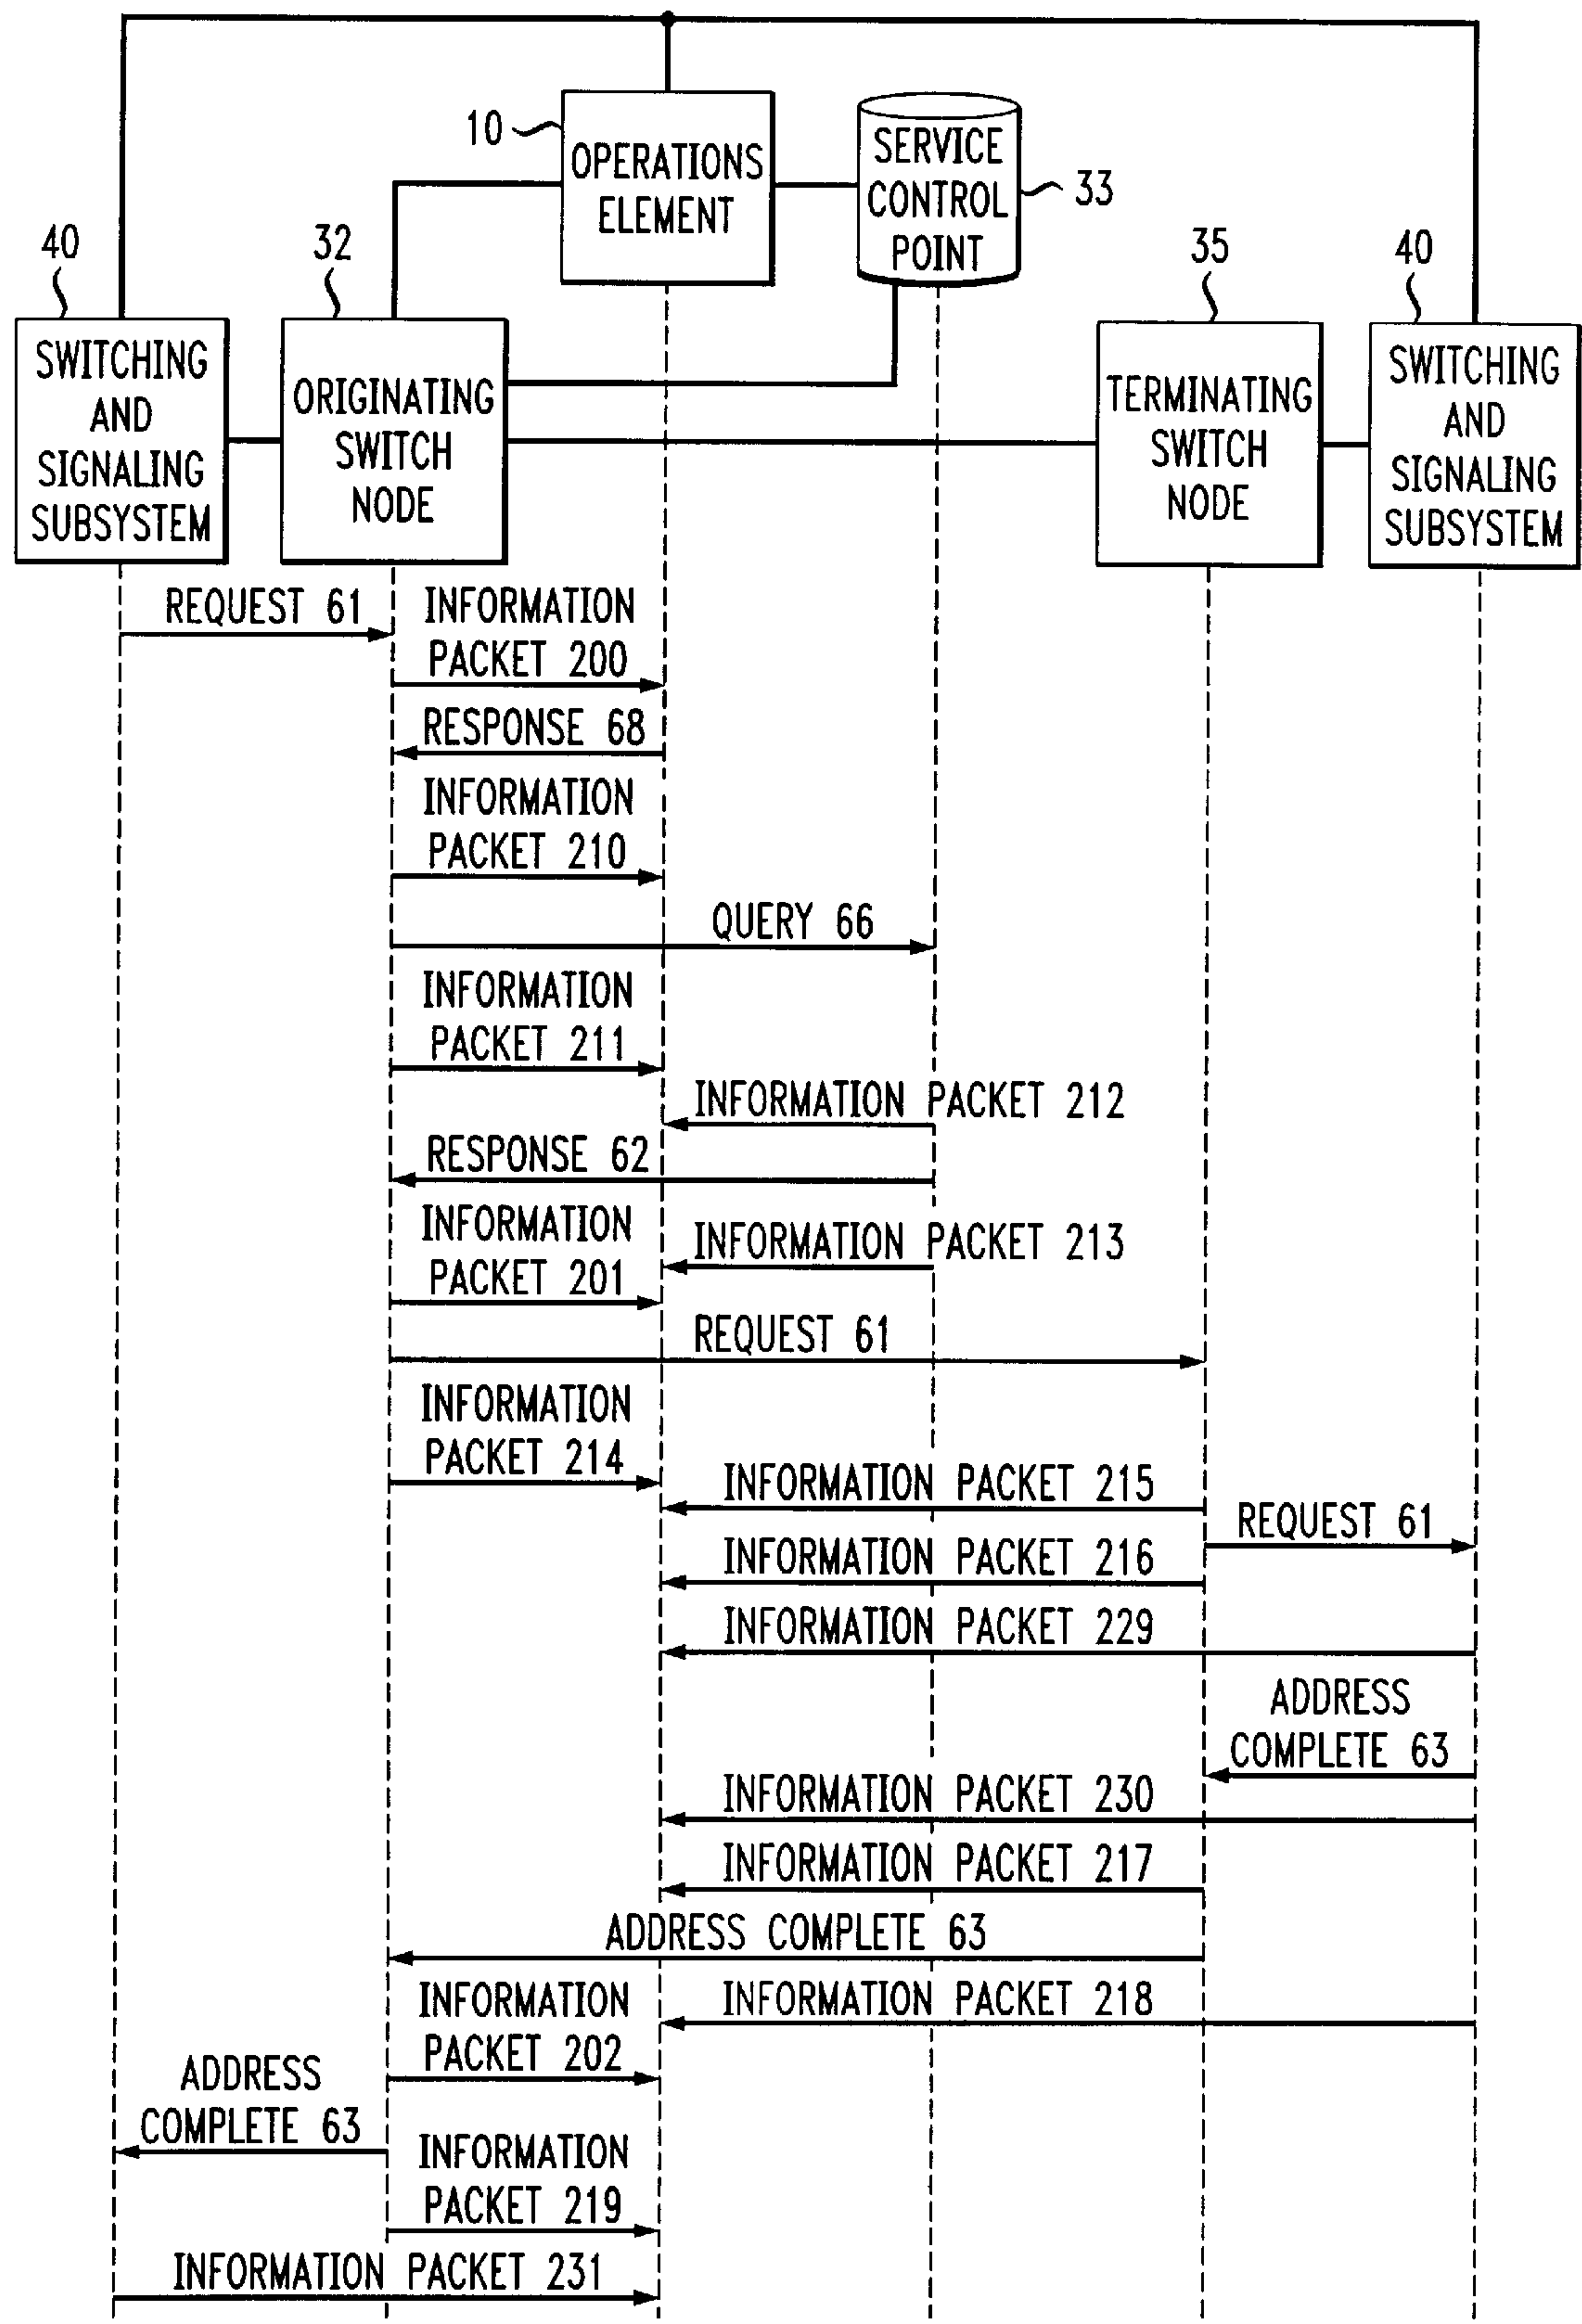 10
OPERATIONS
ELEMENT
SERVICE
CONTROL
POINT
33
40
32
35
40
SWITCHING
AND
SIGNALING
SUBSYSTEM
ORIGINATING
SWITCH
NODE
TERMINATING
SWITCH
NODE
SWITCHING
AND
SIGNALING
SUBSYSTEM
REQUEST 61
INFORMATION
PACKET 200
RESPONSE 68
INFORMATION
PACKET 210
QUERY 66
INFORMATION
PACKET 211
INFORMATION PACKET 212
RESPONSE 62
INFORMATION
PACKET 201
INFORMATION PACKET 213
REQUEST 61
INFORMATION
PACKET 214
INFORMATION PACKET 215
REQUEST 61
INFORMATION PACKET 216
INFORMATION PACKET 229
ADDRESS
COMPLETE 63
INFORMATION PACKET 230
INFORMATION PACKET 217
ADDRESS COMPLETE 63
INFORMATION
PACKET 202
INFORMATION PACKET 218
ADDRESS
COMPLETE 63
INFORMATION
PACKET 219
INFORMATION PACKET 231